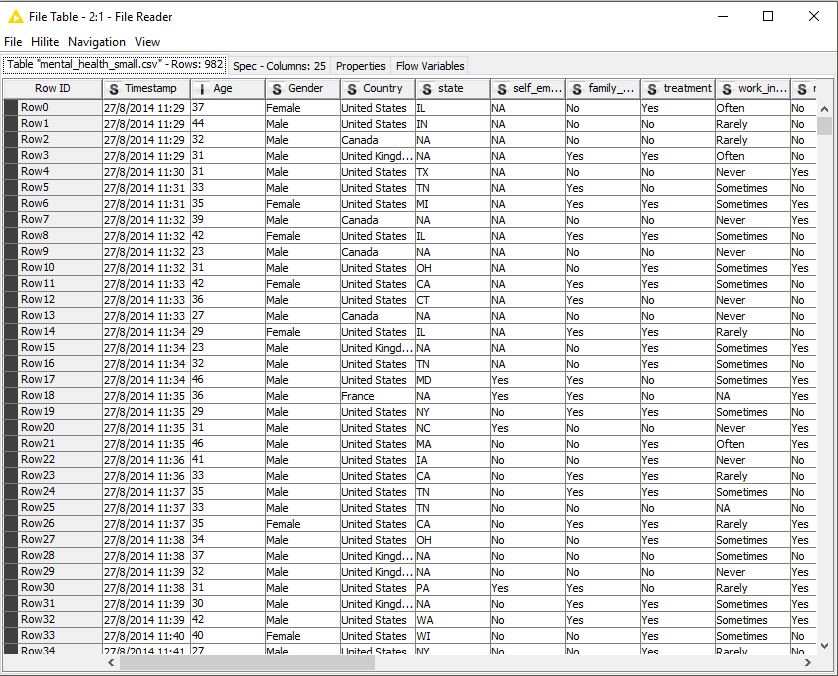 File Table - 2:1 - File Reader
File Hilite Navigation View
Table "mental_health_small.csv" - Rows: 982 Spec - Columns: 25 Properties Flow Variables
Row ID S Timestamp I Age S Gender S Country S state S self_em... S family_... S treatment S work_in... S
Row0 27/8/2014 11:29 37 Female United States IL NA No Yes Often No
Row1 27/8/2014 11:29 44 Male United States IN NA No No Rarely No
Row2 27/8/2014 11:29 32 Male Canada NA NA No No Rarely No
Row3 27/8/2014 11:29 31 Male United Kingd... NA NA Yes Yes Often No
Row4 27/8/2014 11:30 31 Male United States TX NA No No Never Yes
Row5 27/8/2014 11:31 33 Male United States TN NA Yes No Sometimes No
Row6 27/8/2014 11:31 35 Female United States MI NA Yes Yes Sometimes Yes
Row7 27/8/2014 11:32 39 Male Canada NA NA No No Never Yes
Row8 27/8/2014 11:32 42 Female United States IL NA Yes Yes Sometimes No
Row9 27/8/2014 11:32 23 Male Canada NA NA No No Never No
Row10 27/8/2014 11:32 31 Male United States OH NA No Yes Sometimes Yes
Row11 27/8/2014 11:33 42 Female United States CA NA Yes Yes Sometimes No
Row12 27/8/2014 11:33 36 Male United States CT NA Yes No Never No
Row13 27/8/2014 11:33 27 Male Canada NA NA No No Never No
Row14 27/8/2014 11:34 29 Female United States IL NA Yes Yes Rarely No
Row15 27/8/2014 11:34 23 Male United Kingd... NA NA No Yes Sometimes Yes
Row16 27/8/2014 11:34 32 Male United States TN NA No Yes Sometimes No
Row17 27/8/2014 11:34 46 Male United States MD Yes Yes No Sometimes Yes
Row18 27/8/2014 11:35 36 Male France NA Yes Yes No NA Yes
Row19 27/8/2014 11:35 29 Male United States NY No Yes Yes Sometimes No
Row20 27/8/2014 11:35 31 Male United States NC Yes No No Never Yes
Row21 27/8/2014 11:35 46 Male United States MA No No Yes Often Yes
Row22 27/8/2014 11:36 41 Male United States IA No No Yes Never No
Row23 27/8/2014 11:36 33 Male United States CA No Yes Yes Rarely No
Row24 27/8/2014 11:37 35 Male United States TN No Yes Yes Sometimes No
Row25 27/8/2014 11:37 33 Male United States TN No No No NA No
Row26 27/8/2014 11:37 35 Female United States CA No Yes Yes Rarely Yes
Row27 27/8/2014 11:38 34 Male United States OH No No Yes Sometimes Yes
Row28 27/8/2014 11:38 37 Male United Kingd... NA No No No Sometimes No
Row29 27/8/2014 11:39 32 Male United Kingd... NA No No No Never Yes
Row30 27/8/2014 11:38 31 Male United States PA Yes Yes No Rarely Yes
Row31 27/8/2014 11:39 30 Male United Kingd... NA No Yes Yes Sometimes Yes
Row32 27/8/2014 11:39 42 Male United States WA No Yes Yes Sometimes Yes
Row33 27/8/2014 11:40 40 Female United States WI No Yes Yes Sometimes No
Row34 27/8/2014 11:41 27 Male United States NY No No Yes Rarely No